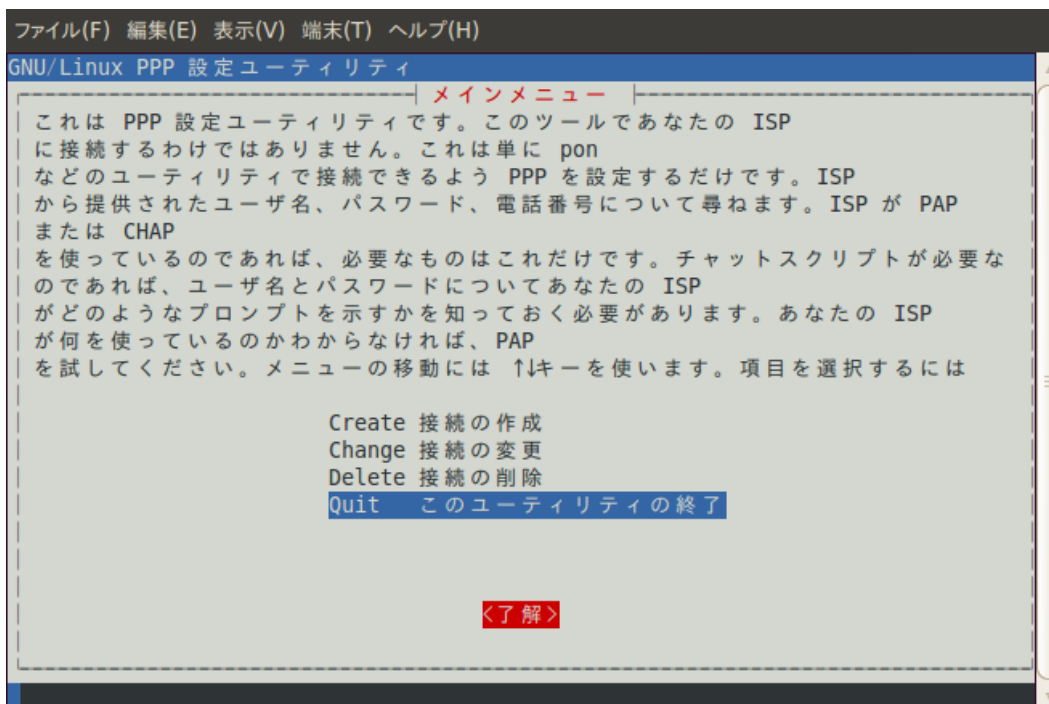 ファイル(F) 編集(E) 表示(V) 端末(T) ヘルプ(H)
GNU/Linux PPP 設定ユーティリティ
メインメニュー
これは PPP 設定ユーティリティです。このツールであなたの ISP
に接続するわけではありません。これは単に pon
などのユーティリティで接続できるよう PPP を設定するだけです。ISP
から提供されたユーザ名、パスワード、電話番号について尋ねます。ISP が PAP
または CHAP
を使っているのであれば、必要なものはこれだけです。チャットスクリプトが必要な
のであれば、ユーザ名とパスワードについてあなたの ISP
がどのようなプロンプトを示すかを知っておく必要があります。あなたの ISP
が何を使っているのかわからなければ、PAP
を試してください。メニューの移動には ↑↓キーを使います。項目を選択するには
Create 接続の作成
Change 接続の変更
Delete 接続の削除
Quit このユーティリティの終了
<了解>